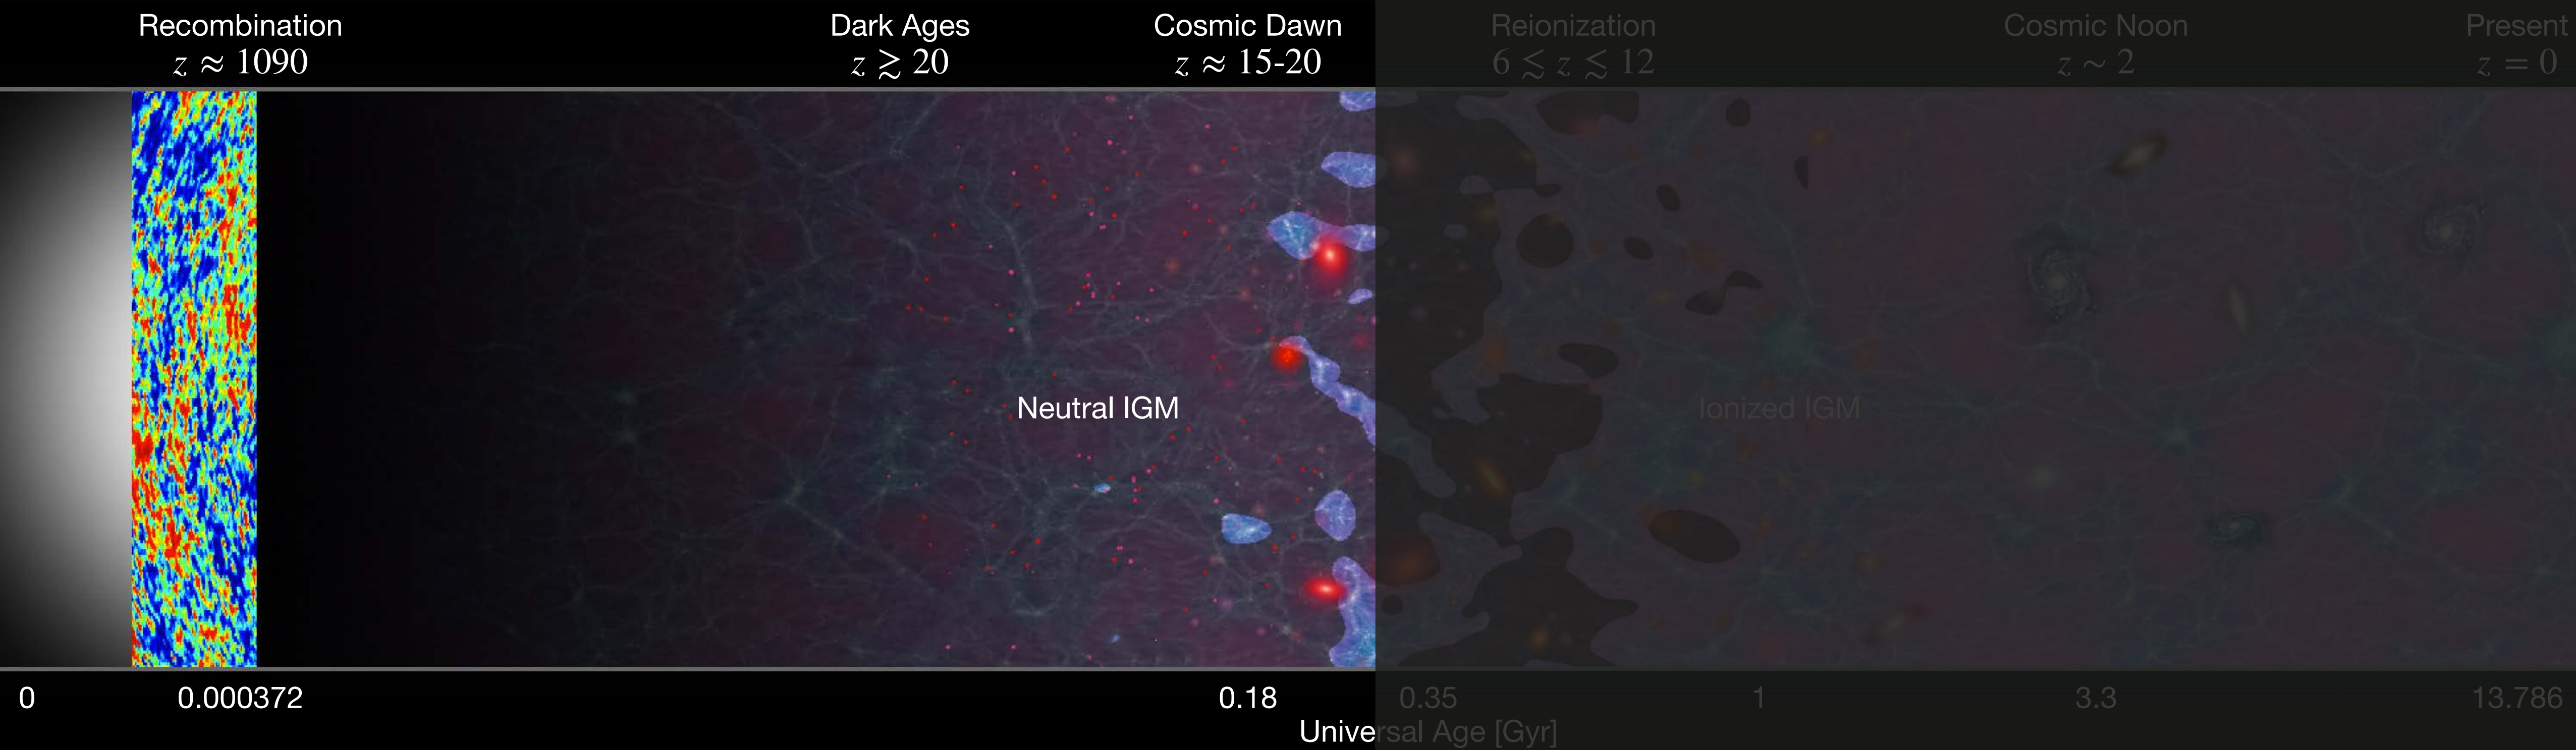 Recombination
z ≈ 1090
Dark Ages
z ≳ 20
Cosmic Dawn
z ≈ 15-20
Reionization
6 ≲ z ≲ 12
Cosmic Noon
z ∼ 2
Present
z = 0
Neutral IGM
Ionized IGM
0
0.000372
0.18
0.35
1
3.3
13.786
Universal Age [Gyr]